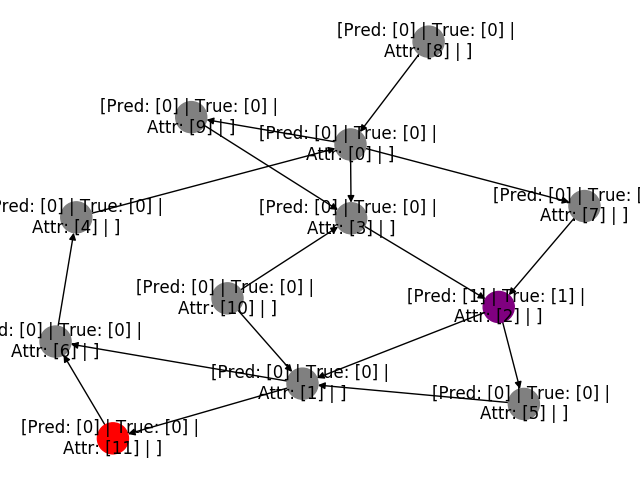 [Pred: [0] | True: [0] |
Attr: [8] | ]
[Pred: [0] | True: [0] |
Attr: [9] | ]
[Pred: [0] | True: [0] |
Attr: [0] | ]
[Pred: [0] | True: [0] |
Attr: [4] | ]
[Pred: [0] | True: [0] |
Attr: [3] | ]
[Pred: [0] | True: [
Attr: [7] | ]
[Pred: [0] | True: [0] |
Attr: [10] | ]
[Pred: [1] | True: [1] |
Attr: [2] | ]
[0] | True: [0] |
Attr: [6] | ]
[Pred: [0] | True: [0] |
Attr: [1] | ]
[Pred: [0] | True: [0] |
Attr: [5] | ]
[Pred: [0] | True: [0] |
Attr: [11] | ]